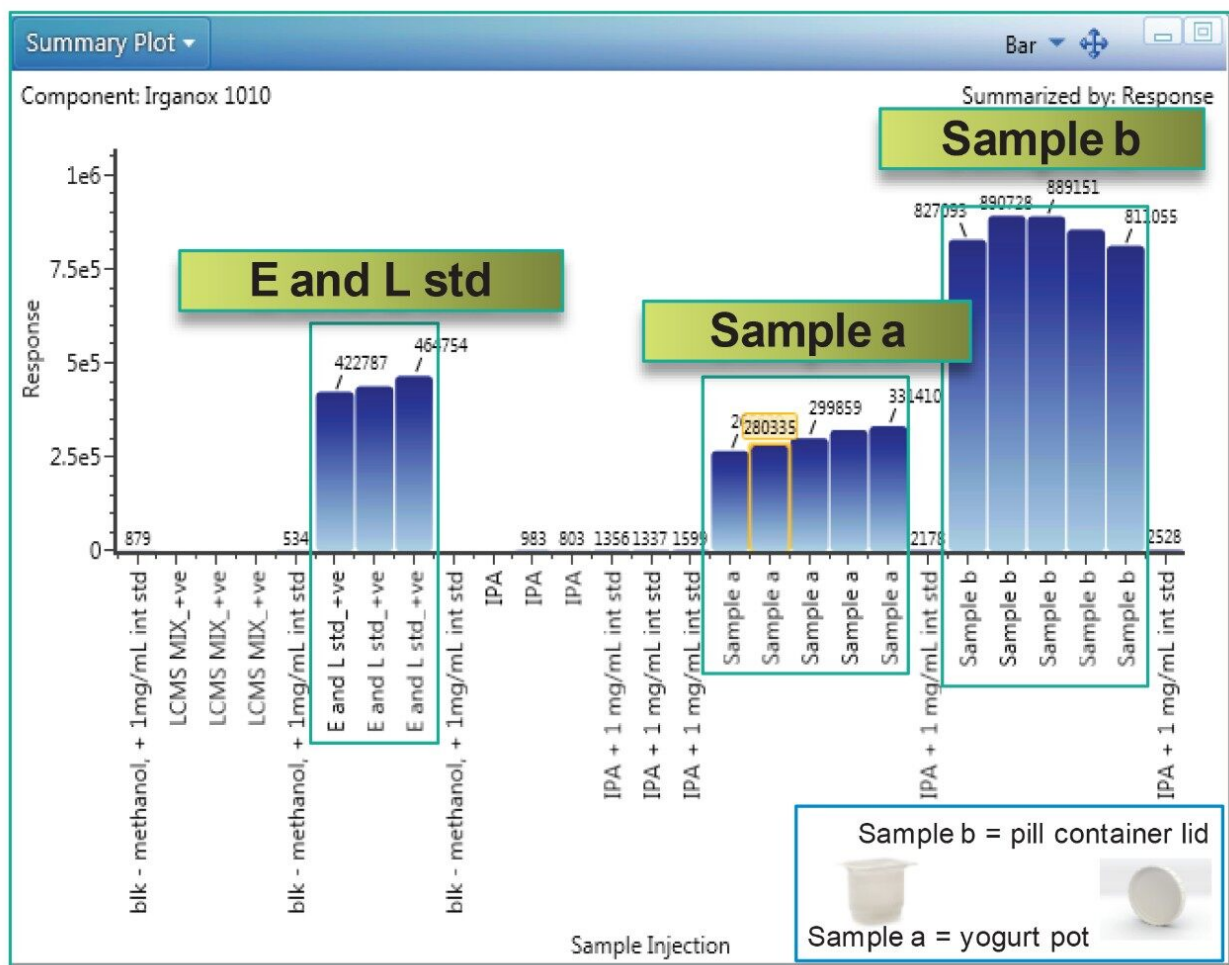 Summary Plot
Bar
Component: Irganox 1010
Summarized by: Response
Sample b
E and L std
Sample a
Response
1e6
7.5e5
5e5
2.5e5
0
879
534
422787
464754
983
803
1356
1337
1599
280335
299859
331410
2178
827093
890728
889151
811055
2528
blk - methanol, + 1mg/mL int std
LCMS MIX_+ve
LCMS MIX_+ve
LCMS MIX_+ve
blk - methanol, + 1mg/mL int std
E and L std_+ve
E and L std_+ve
E and L std_+ve
blk - methanol, + 1mg/mL int std
IPA
IPA
IPA
IPA + 1 mg/mL int std
IPA + 1 mg/mL int std
IPA + 1 mg/mL int std
Sample a
Sample a
Sample a
Sample a
Sample a
IPA + 1 mg/mL int std
Sample b
Sample b
Sample b
Sample b
Sample b
IPA + 1 mg/mL int std
Sample Injection
Sample b = pill container lid
Sample a = yogurt pot